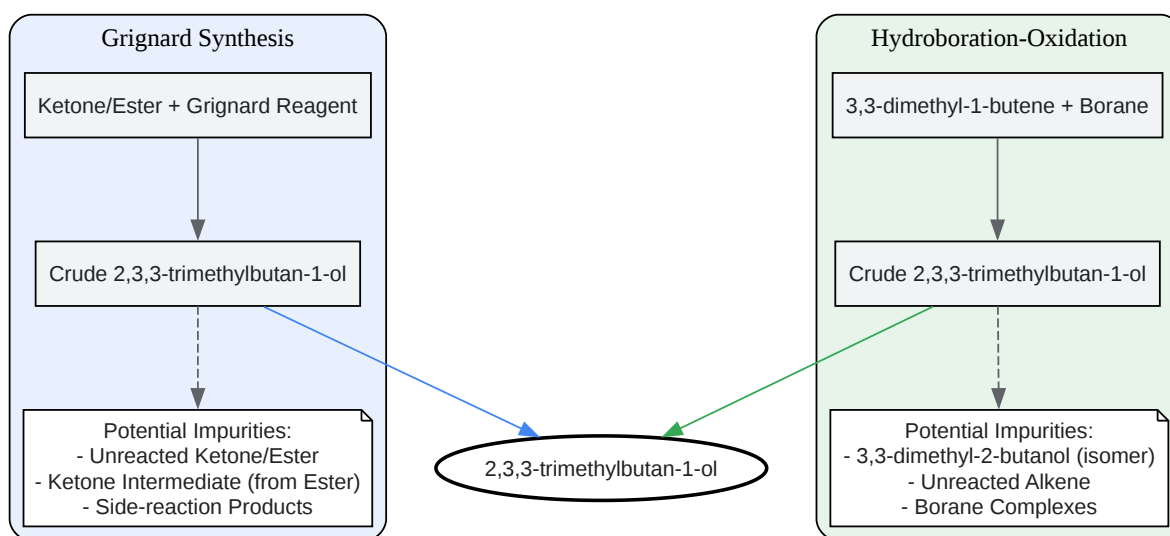 Grignard Synthesis
Ketone/Ester + Grignard Reagent
Crude 2,3,3-trimethylbutan-1-ol
Potential Impurities:
- Unreacted Ketone/Ester
- Ketone Intermediate (from Ester)
- Side-reaction Products
2,3,3-trimethylbutan-1-ol
Hydroboration-Oxidation
3,3-dimethyl-1-butene + Borane
Crude 2,3,3-trimethylbutan-1-ol
Potential Impurities:
- 3,3-dimethyl-2-butanol (isomer)
- Unreacted Alkene
- Borane Complexes